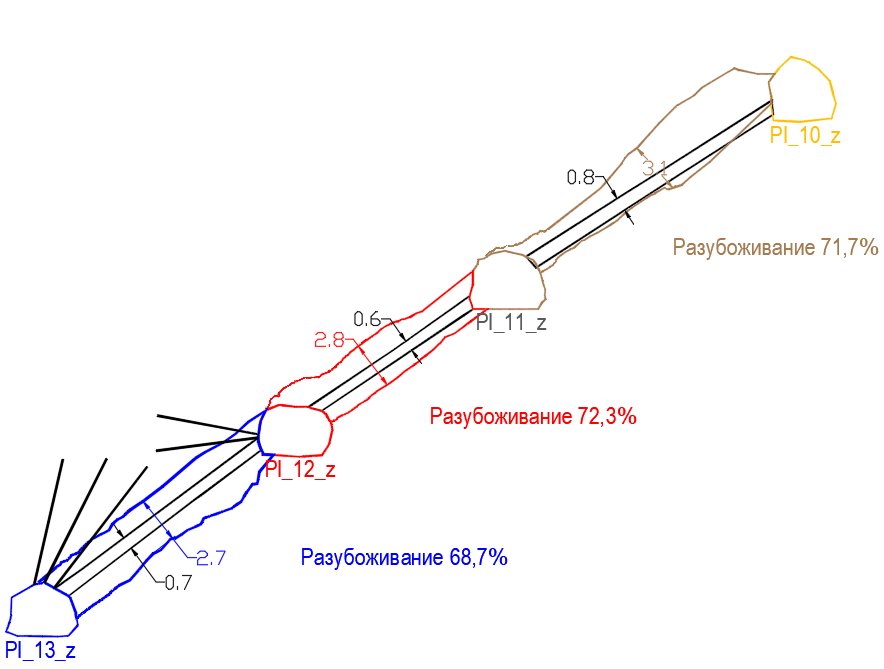 PI_10_z
3.1
0.8
Разубоживание 71,7%
PI_11_z
0.6
2.8
Разубоживание 72,3%
PI_12_z
2.7
Разубоживание 68,7%
0.7
PI_13_z